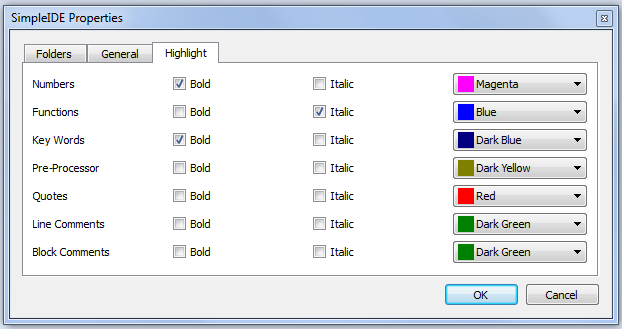 SimpleIDE Properties
Folders General Highlight
Numbers Bold Italic Magenta
Functions Bold Italic Blue
Key Words Bold Italic Dark Blue
Pre-Processor Bold Italic Dark Yellow
Quotes Bold Italic Red
Line Comments Bold Italic Dark Green
Block Comments Bold Italic Dark Green
OK Cancel